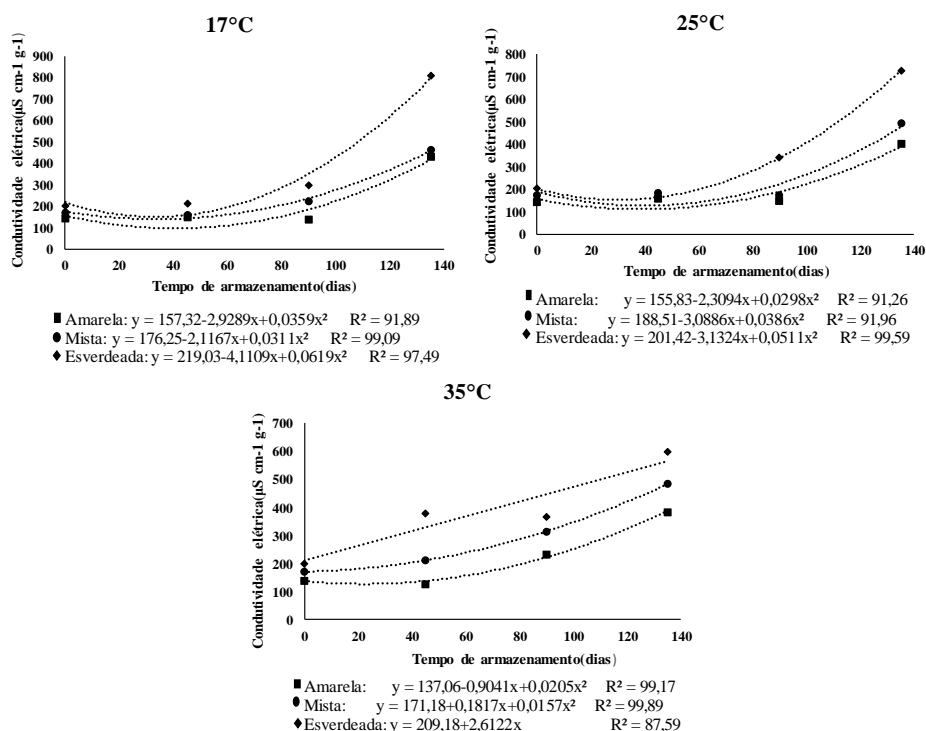 17°C
Condutividade elétrica(µS cm-1 g-1)
900
800
700
600
500
400
300
200
100
0
0 20 40 60 80 100 120 140
Tempo de armazenamento(dias)
Amarela: y = 157,32-2,9289x+0,0359x² R² = 91,89
Mista: y = 176,25-2,1167x+0,0311x² R² = 99,09
Esverdeada: y = 219,03-4,1109x+0,0619x² R² = 97,49
25°C
Condutividade elétrica(µS cm-1 g-1)
800
700
600
500
400
300
200
100
0
0 20 40 60 80 100 120 140
Tempo de armazenamento(dias)
Amarela: y = 155,83-2,3094x+0,0298x² R² = 91,26
Mista: y = 188,51-3,0886x+0,0386x² R² = 91,96
Esverdeada: y = 201,42-3,1324x+0,0511x² R² = 99,59
35°C
Condutividade elétrica(µS cm-1 g-1)
700
600
500
400
300
200
100
0
0 20 40 60 80 100 120 140
Tempo de armazenamento(dias)
Amarela: y = 137,06-0,9041x+0,0205x² R² = 99,17
Mista: y = 171,18+0,1817x+0,0157x² R² = 99,89
Esverdeada: y = 209,18+2,6122x R² = 87,59